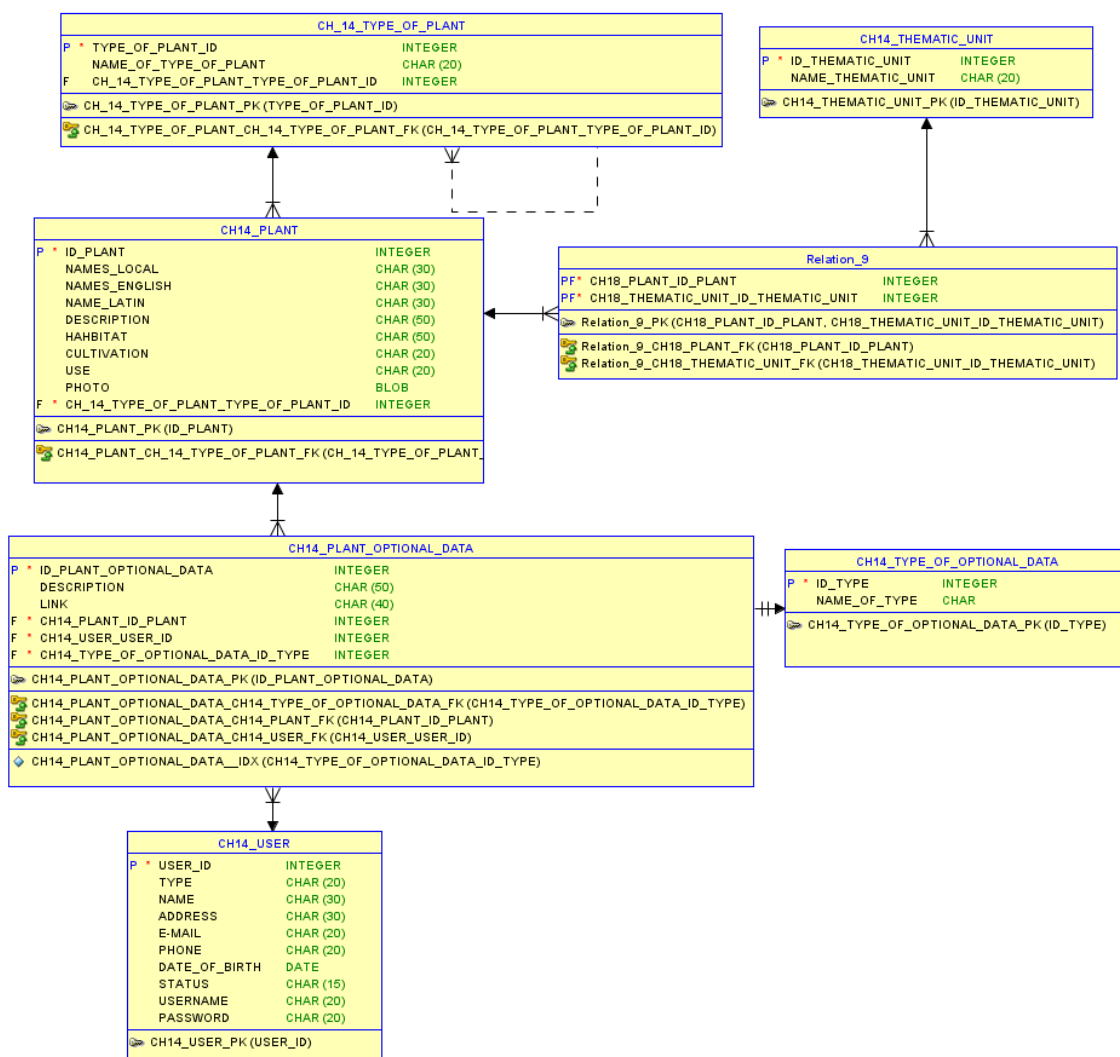 CH_14_TYPE_OF_PLANT
P * TYPE_OF_PLANT_ID INTEGER
NAME_OF_TYPE_OF_PLANT CHAR (20)
F CH_14_TYPE_OF_PLANT_TYPE_OF_PLANT_ID INTEGER
CH_14_TYPE_OF_PLANT_PK (TYPE_OF_PLANT_ID)
CH_14_TYPE_OF_PLANT_CH_14_TYPE_OF_PLANT_FK (CH_14_TYPE_OF_PLANT_TYPE_OF_PLANT_ID)
CH14_THEMATIC_UNIT
P * ID_THEMATIC_UNIT INTEGER
NAME_THEMATIC_UNIT CHAR (20)
CH14_THEMATIC_UNIT_PK (ID_THEMATIC_UNIT)
CH14_PLANT
P * ID_PLANT INTEGER
NAMES_LOCAL CHAR (30)
NAMES_ENGLISH CHAR (30)
NAME_LATIN CHAR (30)
DESCRIPTION CHAR (50)
HAHBITAT CHAR (50)
CULTIVATION CHAR (20)
USE CHAR (20)
PHOTO BLOB
F * CH_14_TYPE_OF_PLANT_TYPE_OF_PLANT_ID INTEGER
CH14_PLANT_PK (ID_PLANT)
CH14_PLANT_CH_14_TYPE_OF_PLANT_FK (CH_14_TYPE_OF_PLANT_
Relation_9
PF* CH18_PLANT_ID_PLANT INTEGER
PF* CH18_THEMATIC_UNIT_ID_THEMATIC_UNIT INTEGER
Relation_9_PK (CH18_PLANT_ID_PLANT, CH18_THEMATIC_UNIT_ID_THEMATIC_UNIT)
Relation_9_CH18_PLANT_FK (CH18_PLANT_ID_PLANT)
Relation_9_CH18_THEMATIC_UNIT_FK (CH18_THEMATIC_UNIT_ID_THEMATIC_UNIT)
CH14_PLANT_OPTIONAL_DATA
P * ID_PLANT_OPTIONAL_DATA INTEGER
DESCRIPTION CHAR (50)
LINK CHAR (40)
F * CH14_PLANT_ID_PLANT INTEGER
F * CH14_USER_USER_ID INTEGER
F * CH14_TYPE_OF_OPTIONAL_DATA_ID_TYPE INTEGER
CH14_PLANT_OPTIONAL_DATA_PK (ID_PLANT_OPTIONAL_DATA)
CH14_PLANT_OPTIONAL_DATA_CH14_TYPE_OF_OPTIONAL_DATA_FK (CH14_TYPE_OF_OPTIONAL_DATA_ID_TYPE)
CH14_PLANT_OPTIONAL_DATA_CH14_PLANT_FK (CH14_PLANT_ID_PLANT)
CH14_PLANT_OPTIONAL_DATA_CH14_USER_FK (CH14_USER_USER_ID)
CH14_PLANT_OPTIONAL_DATA__IDX (CH14_TYPE_OF_OPTIONAL_DATA_ID_TYPE)
CH14_TYPE_OF_OPTIONAL_DATA
P * ID_TYPE INTEGER
NAME_OF_TYPE CHAR
CH14_TYPE_OF_OPTIONAL_DATA_PK (ID_TYPE)
CH14_USER
P * USER_ID INTEGER
TYPE CHAR (20)
NAME CHAR (30)
ADDRESS CHAR (30)
E-MAIL CHAR (20)
PHONE CHAR (20)
DATE_OF_BIRTH DATE
STATUS CHAR (15)
USERNAME CHAR (20)
PASSWORD CHAR (20)
CH14_USER_PK (USER_ID)